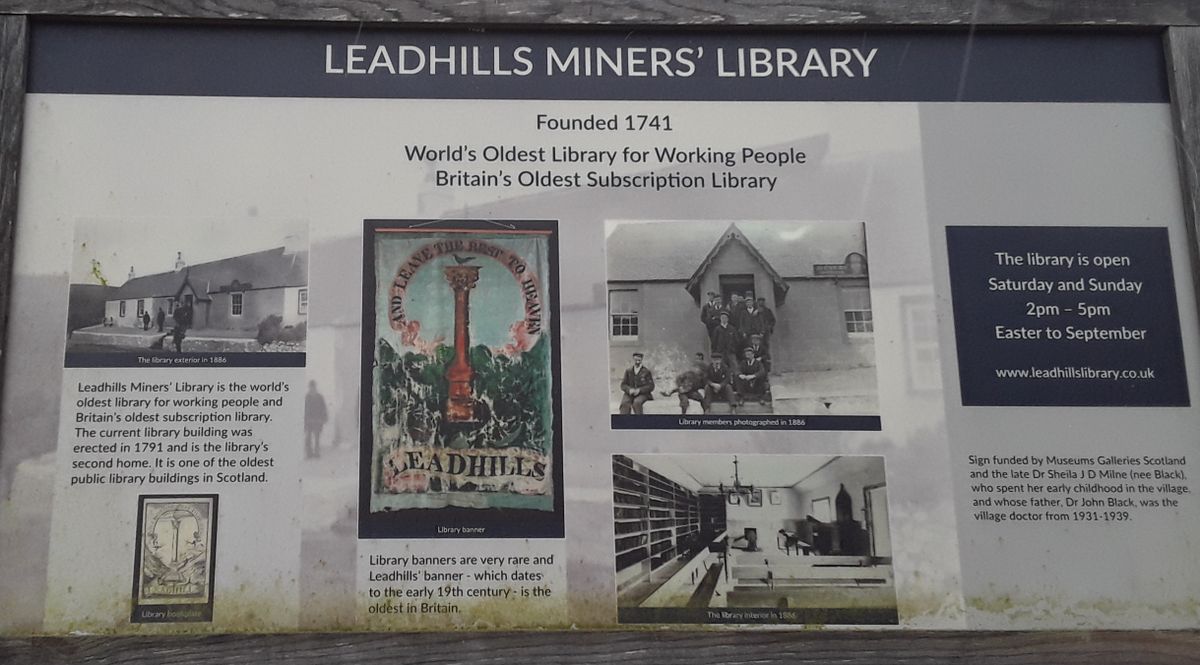 LEADHILLS MINERS' LIBRARY
Founded 1741
World's Oldest Library for Working People
Britain's Oldest Subscription Library
The library exterior in 1886
Leadhills Miners' Library is the world's
oldest library for working people and
Britain's oldest subscription library.
The current library building was
erected in 1791 and is the library's
second home. It is one of the oldest
public library buildings in Scotland.
LEADHILLS
Library bookplate
AND LEAVE THE REST TO HEAVEN
LEADHILLS
Library banner
Library banners are very rare and
Leadhills' banner - which dates
to the early 19th century - is the
oldest in Britain.
Library members photographed in 1886
The library interior in 1886
The library is open
Saturday and Sunday
2pm – 5pm
Easter to September
www.leadhillslibrary.co.uk
Sign funded by Museums Galleries Scotland
and the late Dr Sheila J D Milne (nee Black),
who spent her early childhood in the village,
and whose father, Dr John Black, was the
village doctor from 1931-1939.